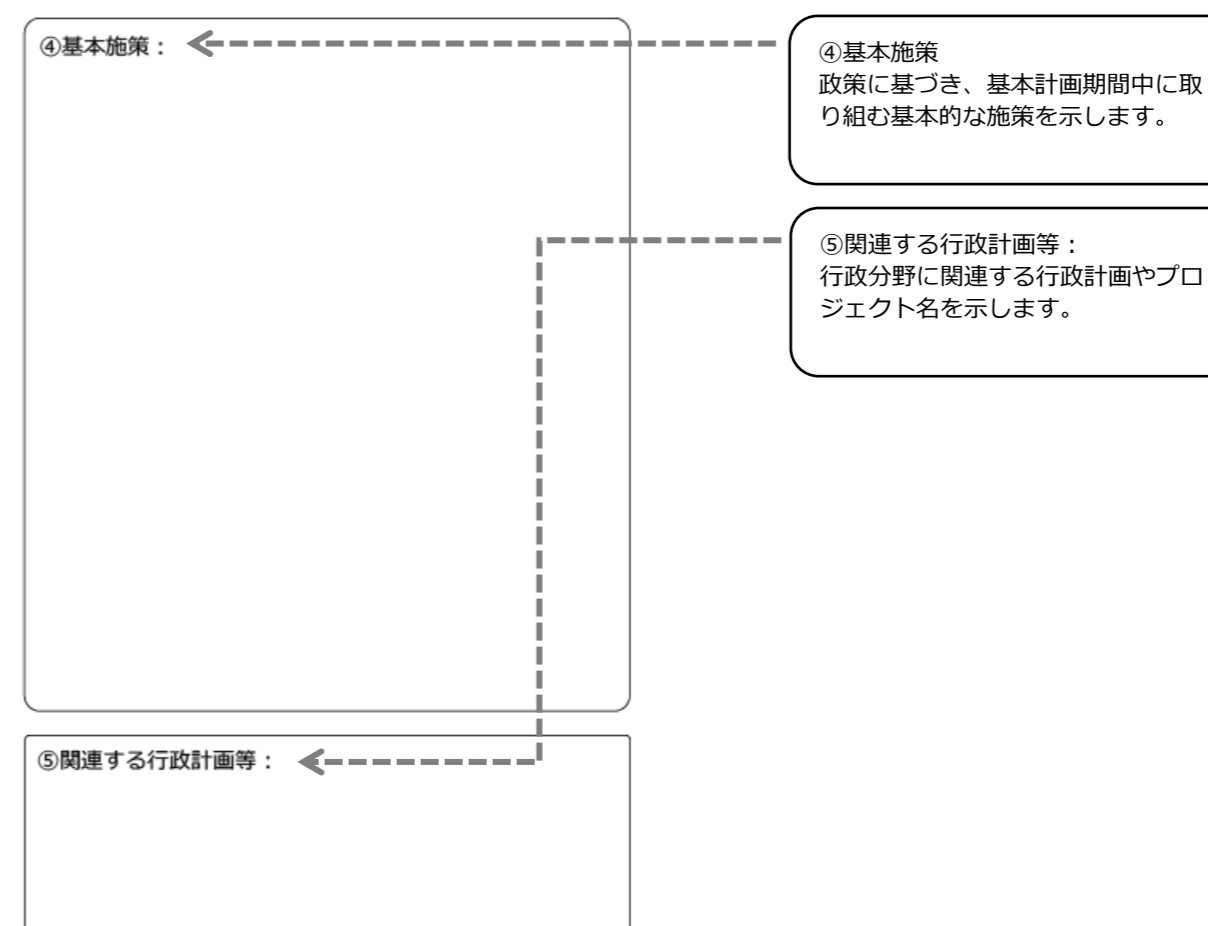 ④基本施策：
④基本施策
政策に基づき、基本計画期間中に取
り組む基本的な施策を示します。
⑤関連する行政計画等：
行政分野に関連する行政計画やプロ
ジェクト名を示します。
⑤関連する行政計画等：